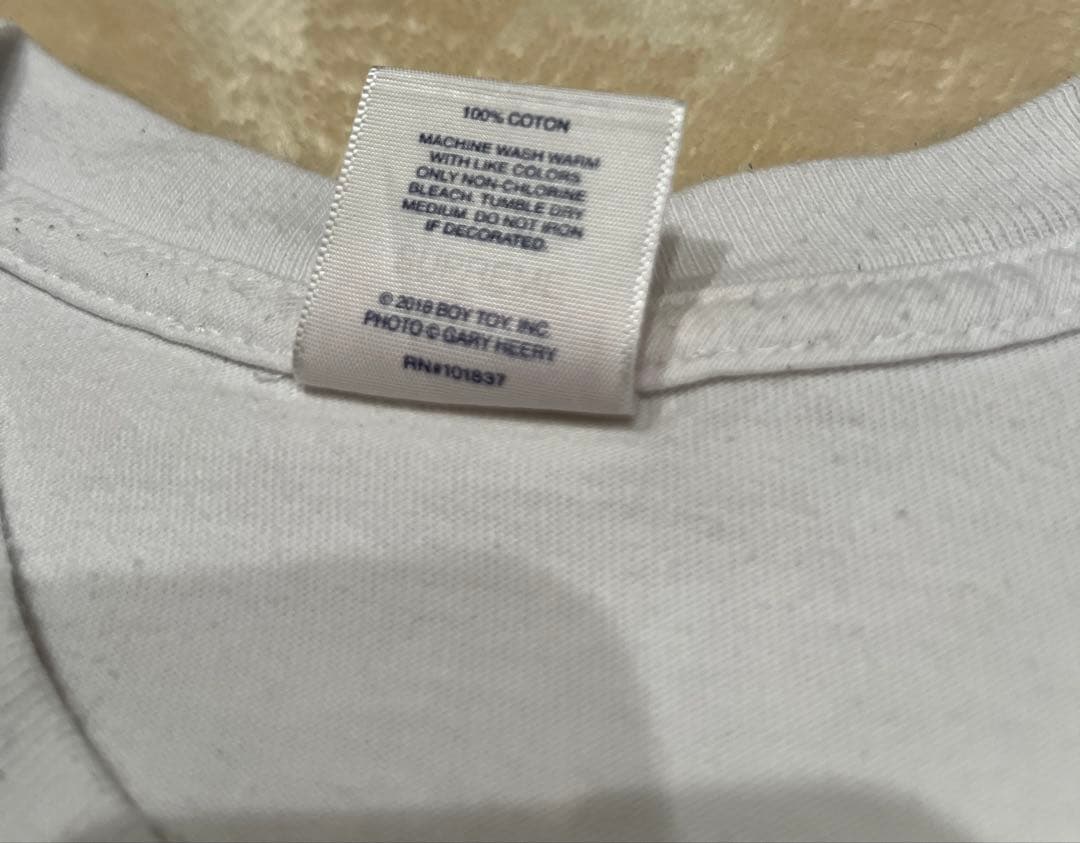 100% COTON
MACHINE WASH WARM
WITH LIKE COLORS
ONLY NON-CHLORINE
BLEACH. TUMBLE DRY
MEDIUM. DO NOT IRON
IF DECORATED.
© 2018 BOY TOY, INC.
PHOTO © GARY HEERY
RN#101837